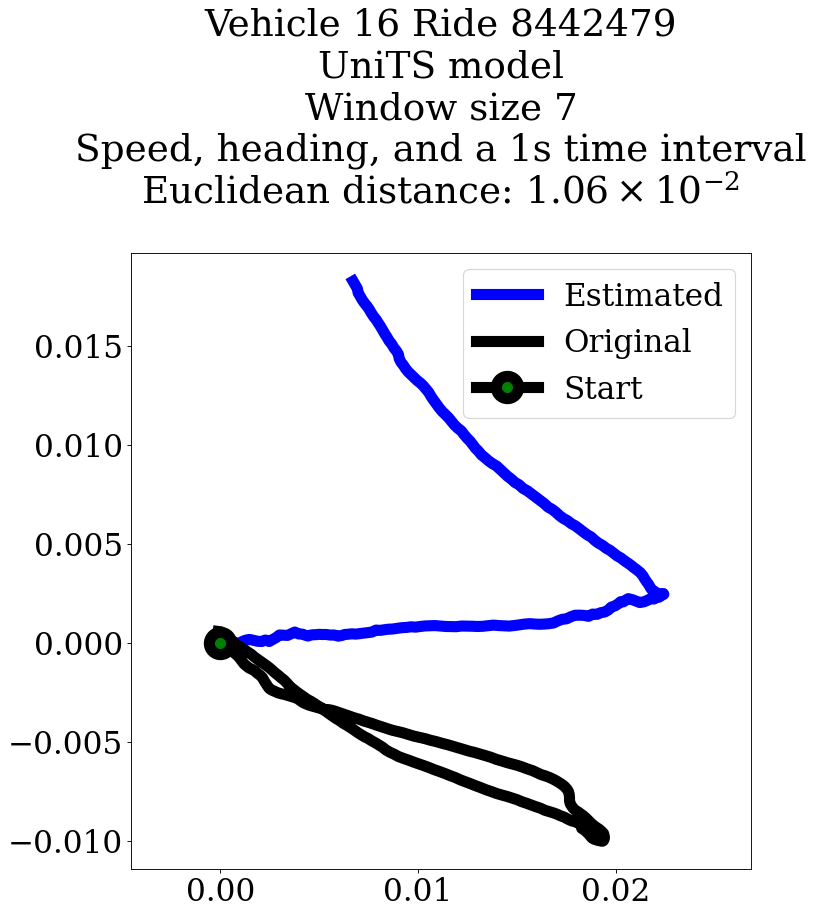 Vehicle 16 Ride 8442479
UniTS model
Window size 7
Speed, heading, and a 1s time interval
Euclidean distance: 1.06 × 10⁻²
Estimated
Original
Start
0.015
0.010
0.005
0.000
−0.005
−0.010
0.00 0.01 0.02